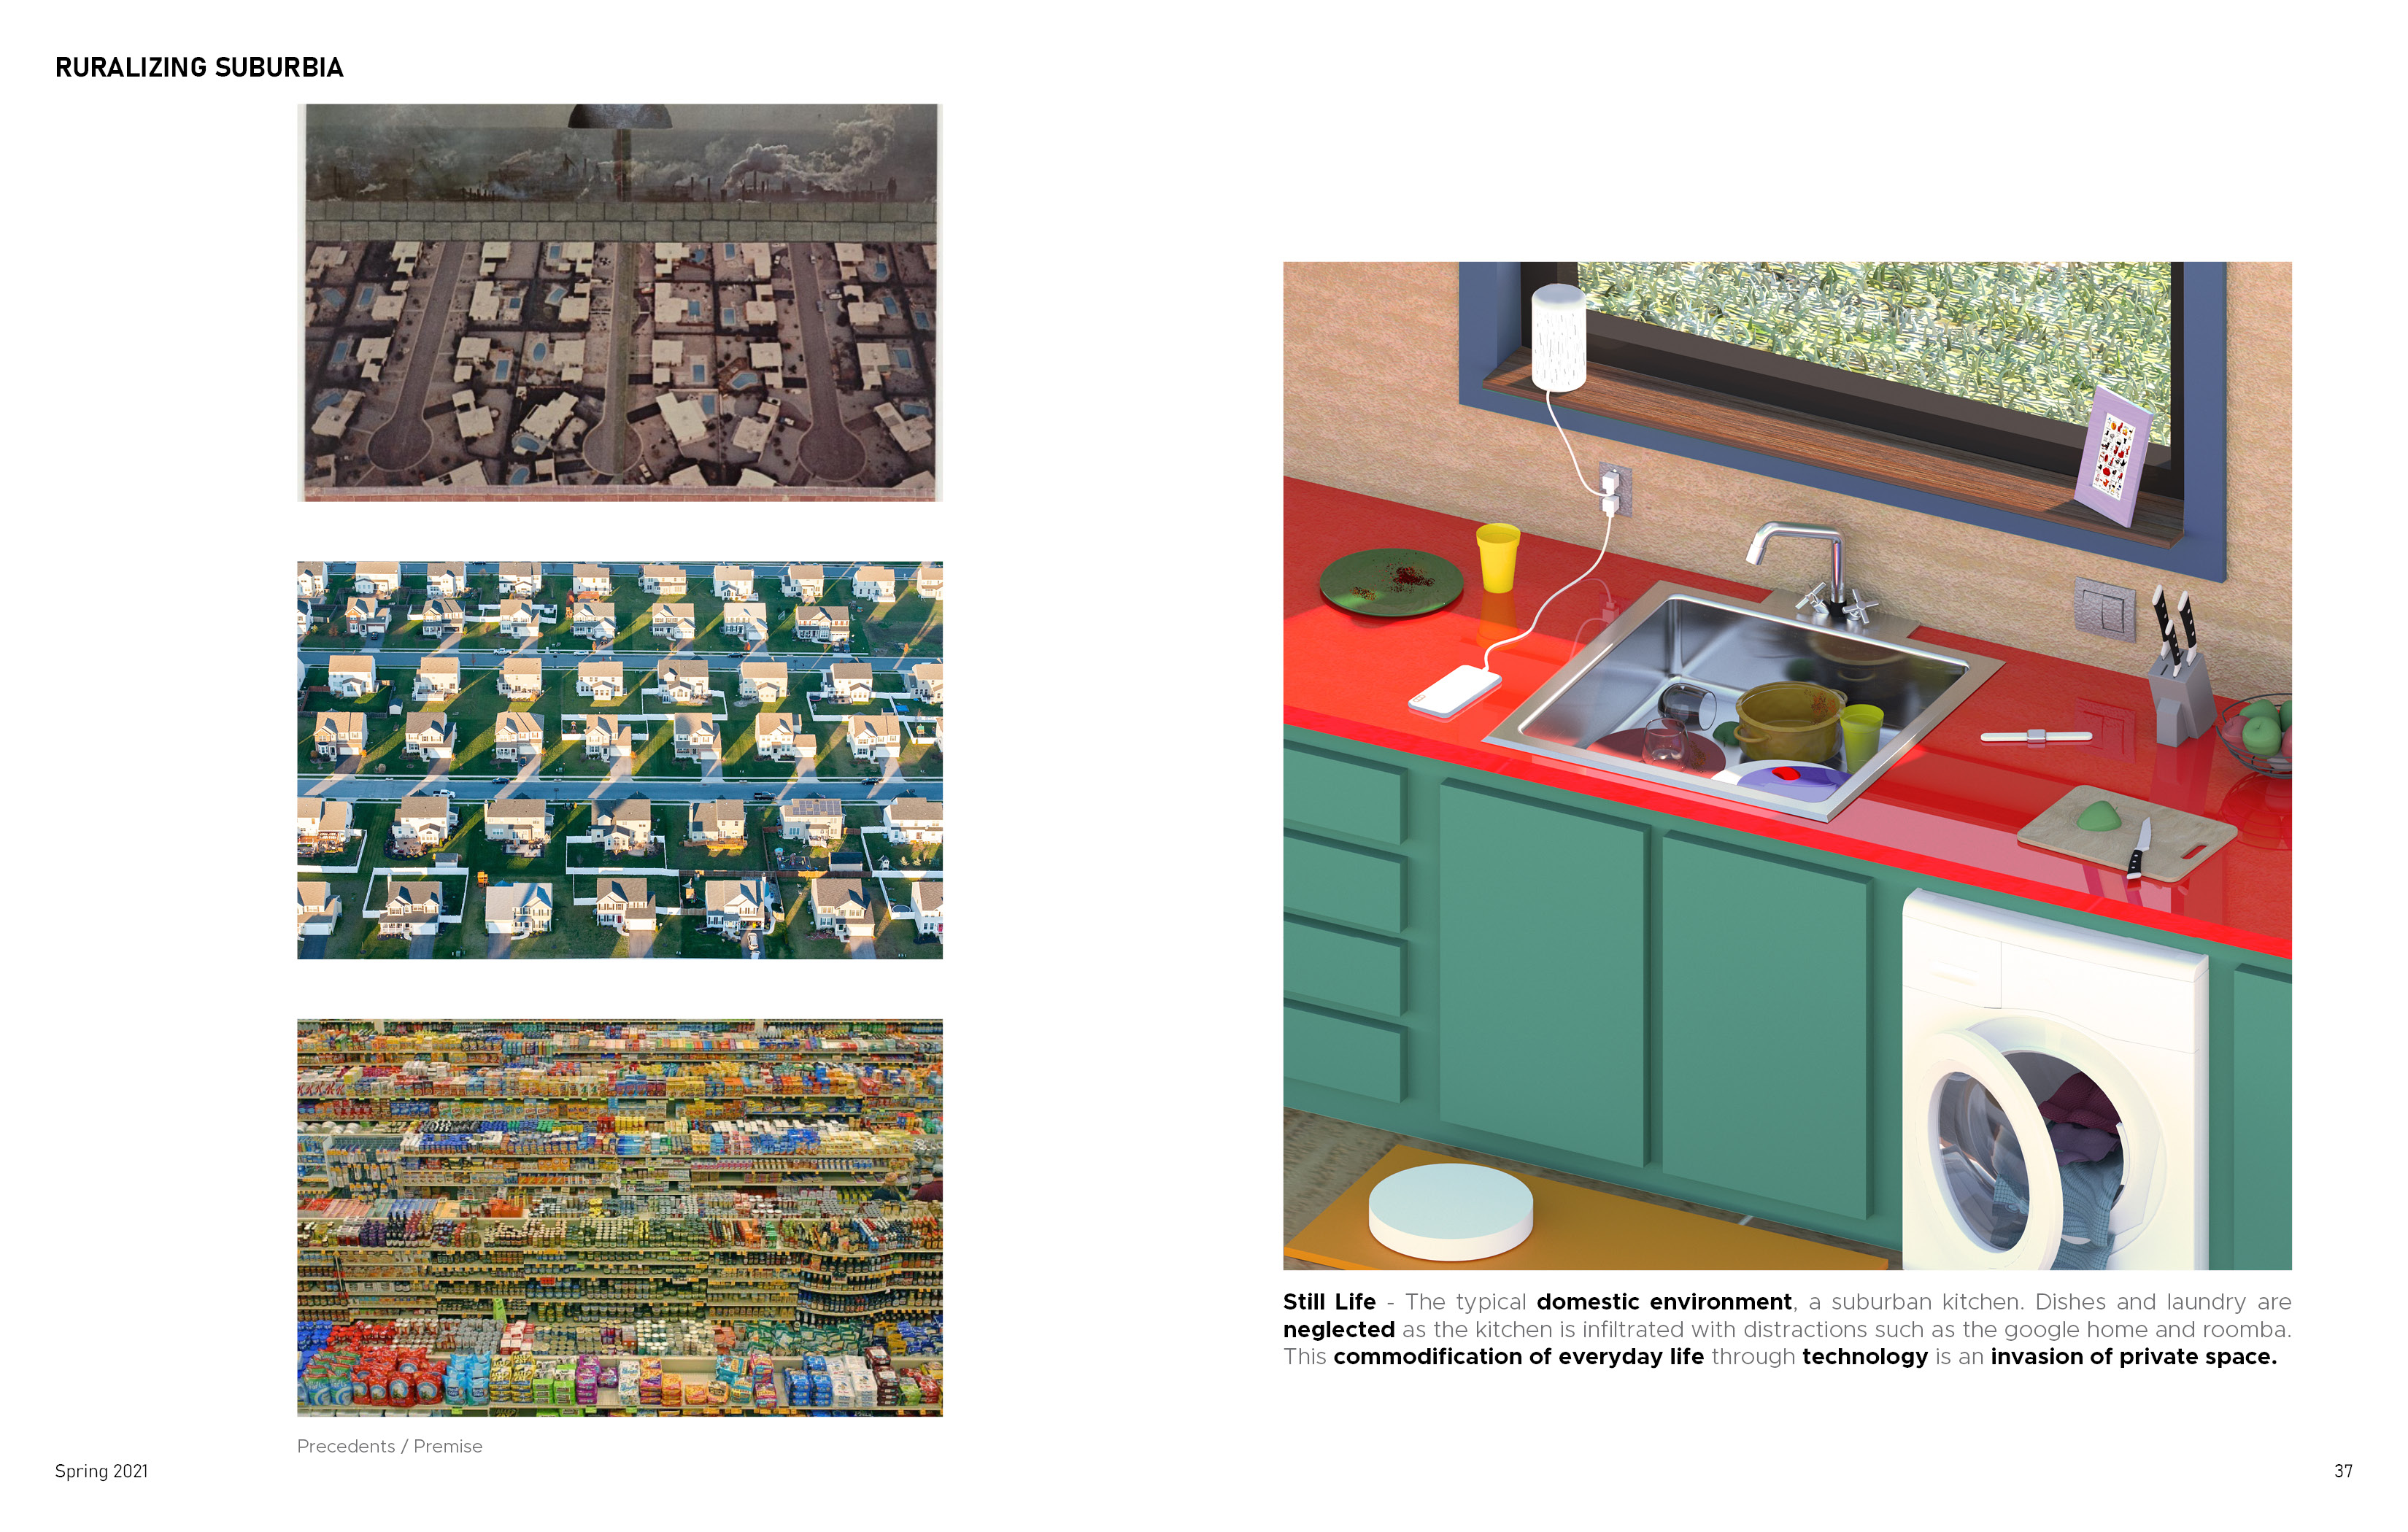 RURALIZING SUBURBIA
Precedents / Premise
Spring 2021
Still Life - The typical domestic environment, a suburban kitchen. Dishes and laundry are
neglected as the kitchen is infiltrated with distractions such as the google home and roomba.
This commodification of everyday life through technology is an invasion of private space.
37